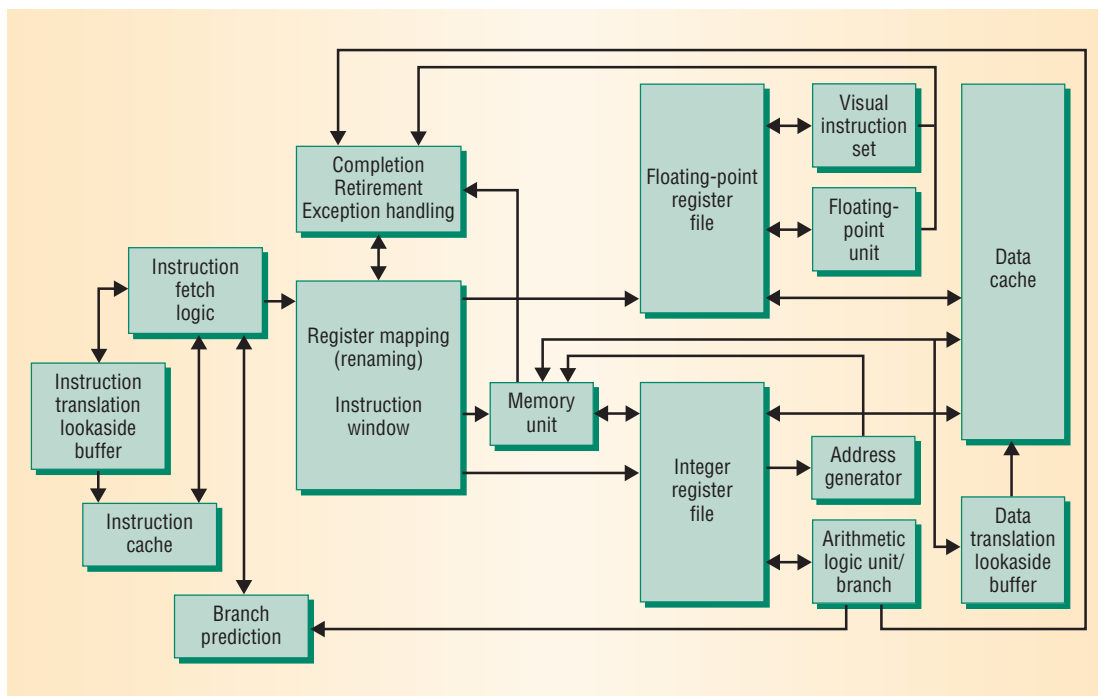 Completion
Retirement
Exception handling
Instruction
fetch
logic
Instruction
translation
lookaside
buffer
Instruction
cache
Branch
prediction
Register mapping
(renaming)
Instruction
window
Memory
unit
Floating-point
register
file
Integer
register
file
Visual
instruction
set
Floating-
point
unit
Address
generator
Arithmetic
logic unit/
branch
Data
cache
Data
translation
lookaside
buffer